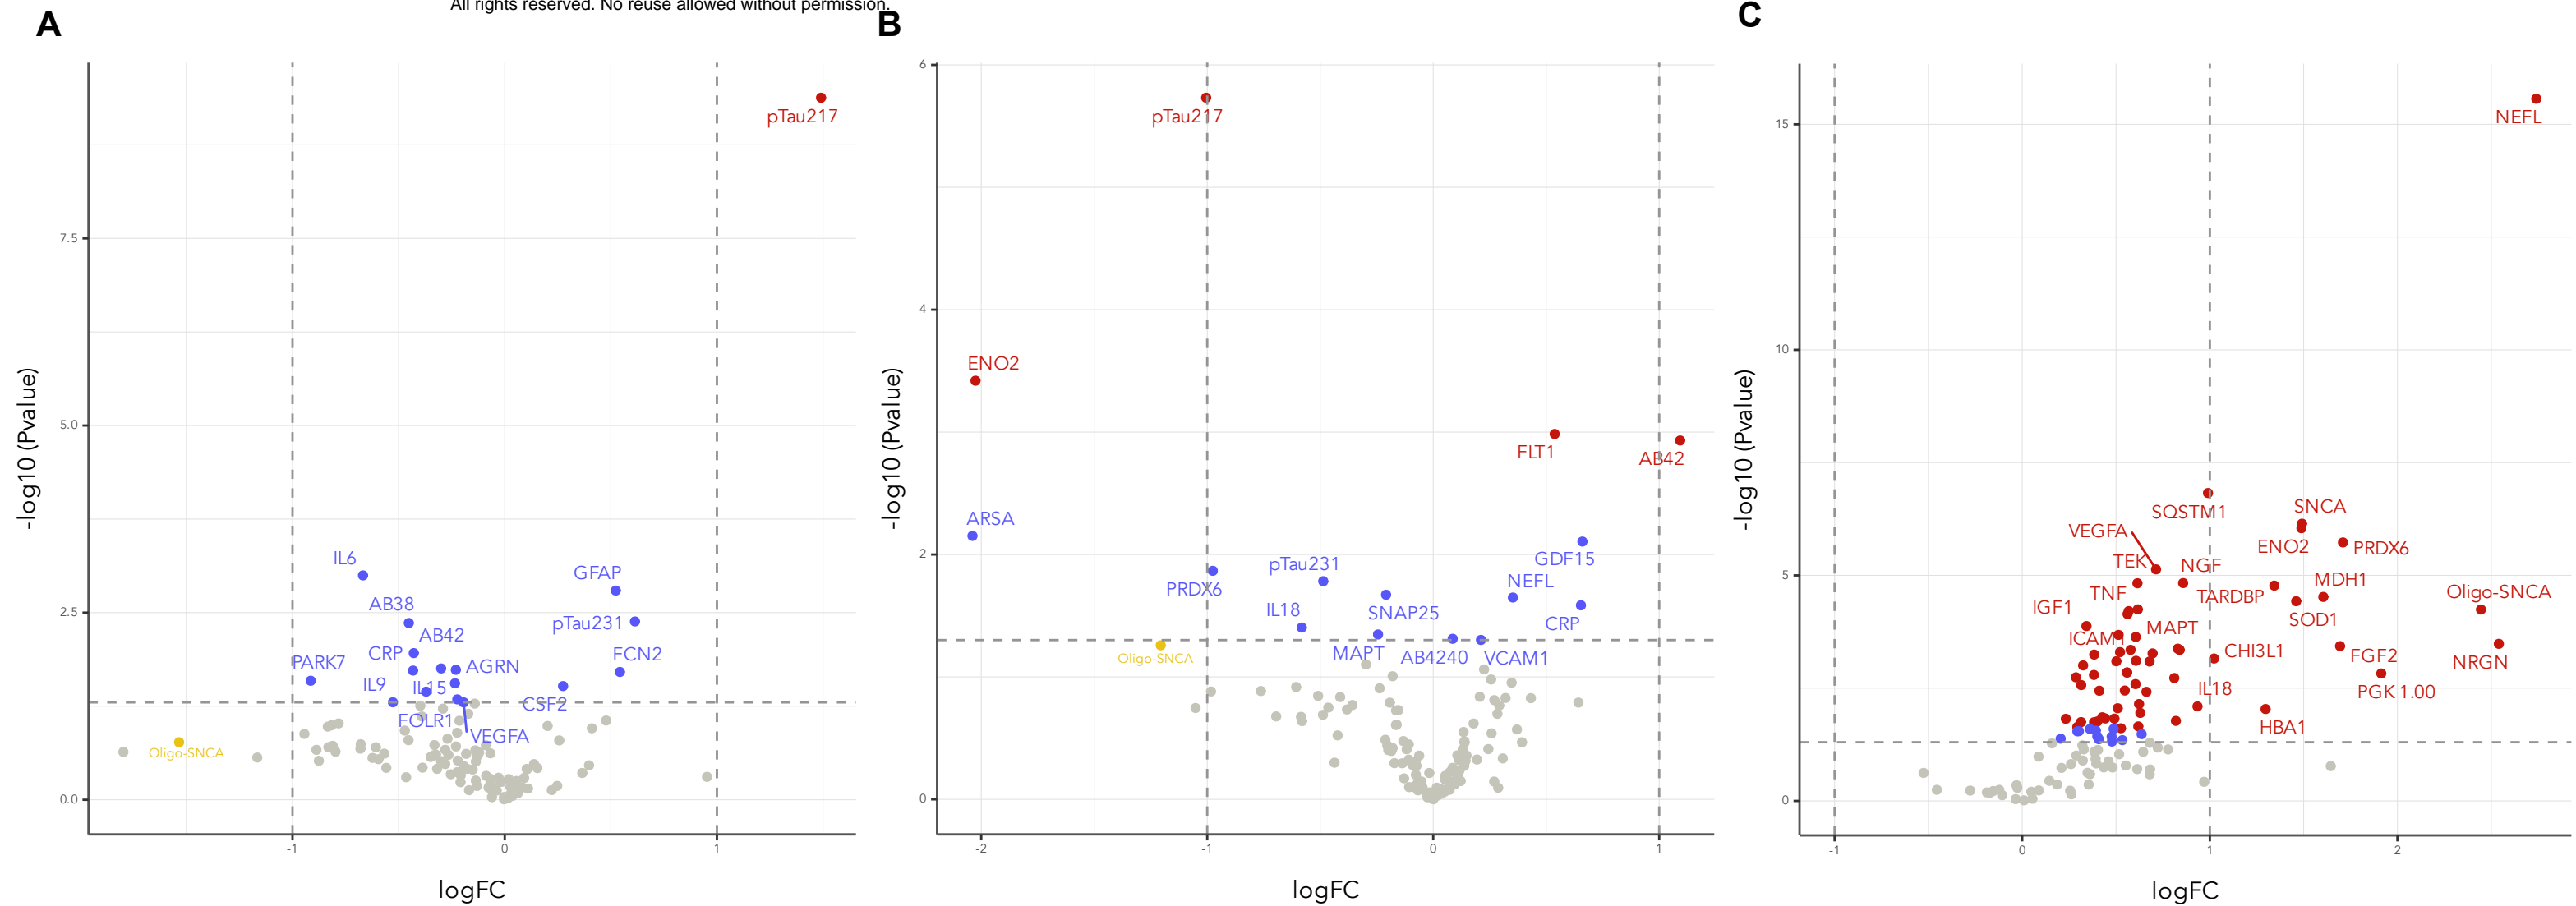 All rights reserved. No reuse allowed without permission.
A
-log10 (Pvalue)
7.5
5.0
2.5
0.0
-1
0
1
logFC
pTau217
IL6
GFAP
AB38
pTau231
AB42
CRP
PARK7
AGRN
FCN2
IL9
IL15
CSF2
FOLR1
VEGFA
Oligo-SNCA
B
-log10 (Pvalue)
6
4
2
0
-2
-1
0
1
logFC
pTau217
ENO2
FLT1
AB42
ARSA
GDF15
pTau231
PRDX6
NEFL
IL18
SNAP25
CRP
MAPT
AB4240
VCAM1
Oligo-SNCA
C
-log10 (Pvalue)
15
10
5
0
-1
0
1
2
logFC
NEFL
SQSTM1
SNCA
VEGFA
ENO2
PRDX6
TEK
NGF
MDH1
TNF
TARDBP
Oligo-SNCA
IGF1
SOD1
MAPT
ICAM1
CHI3L1
FGF2
NRGN
IL18
PGK1.00
HBA1